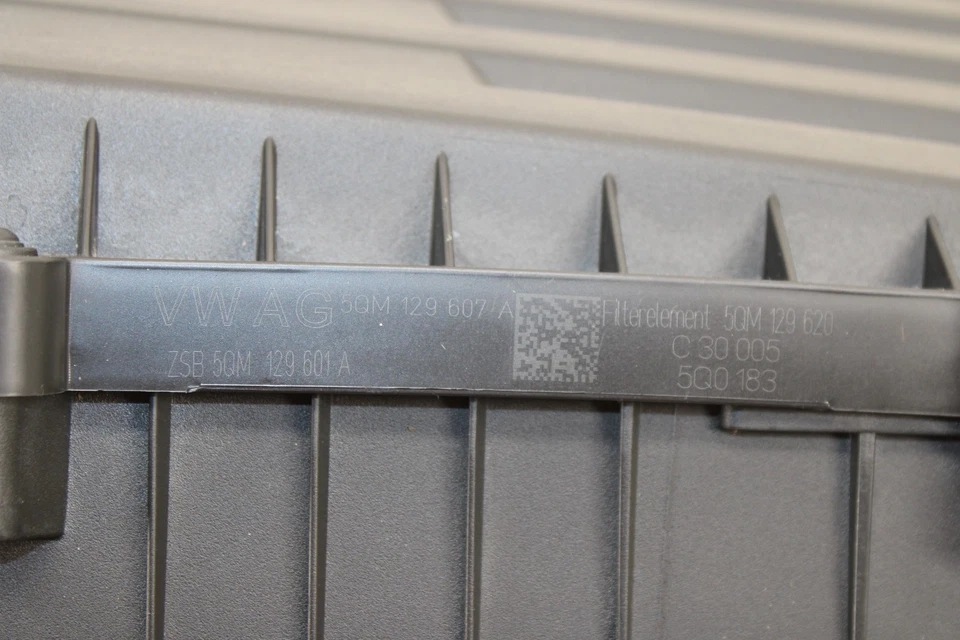 VW AG 5QM 129 607 A
ZSB 5QM 129 601 A
Filterelement 5QM 129 620
C 30 005
5Q0 183